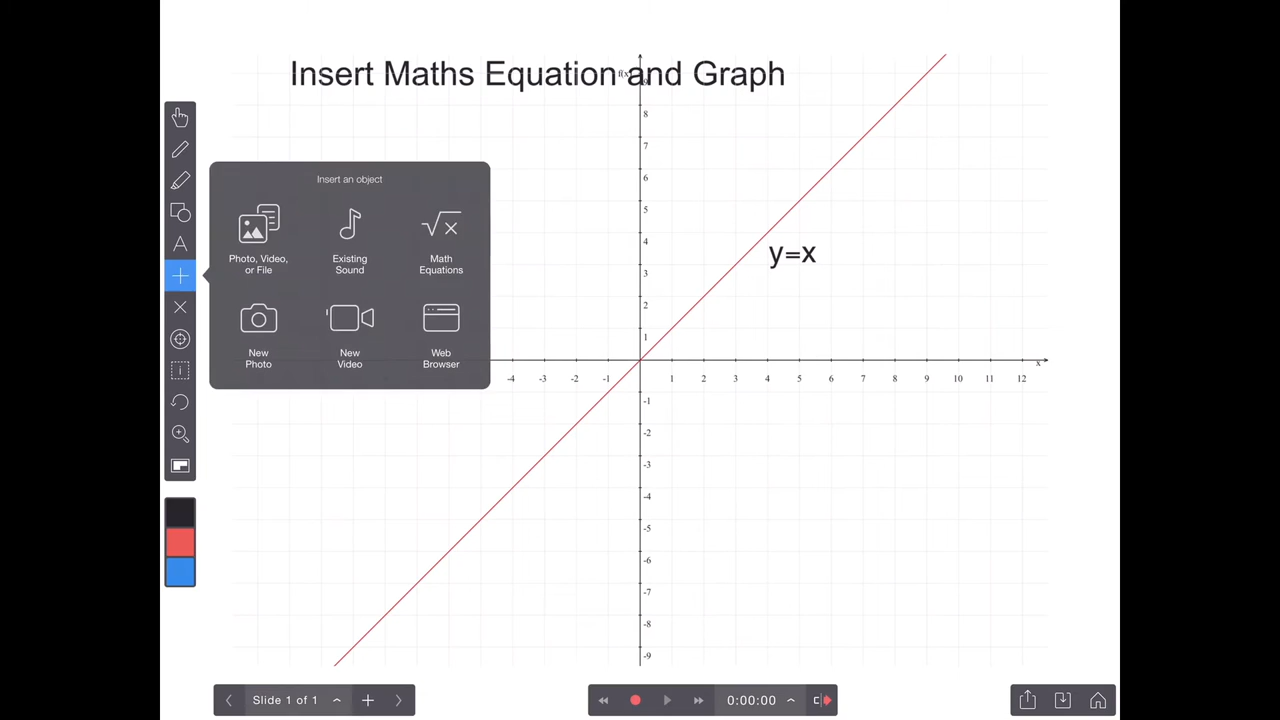 Insert Maths Equation and Graph
f(x)
9
8
7
6
5
4
3
2
1
y=x
Insert an object
Photo, Video,
or File
Existing
Sound
Math
Equations
New
Photo
New
Video
Web
Browser
x
-4 -3 -2 -1 1 2 3 4 5 6 7 8 9 10 11 12
-1
-2
-3
-4
-5
-6
-7
-8
-9
Slide 1 of 1
0:00:00